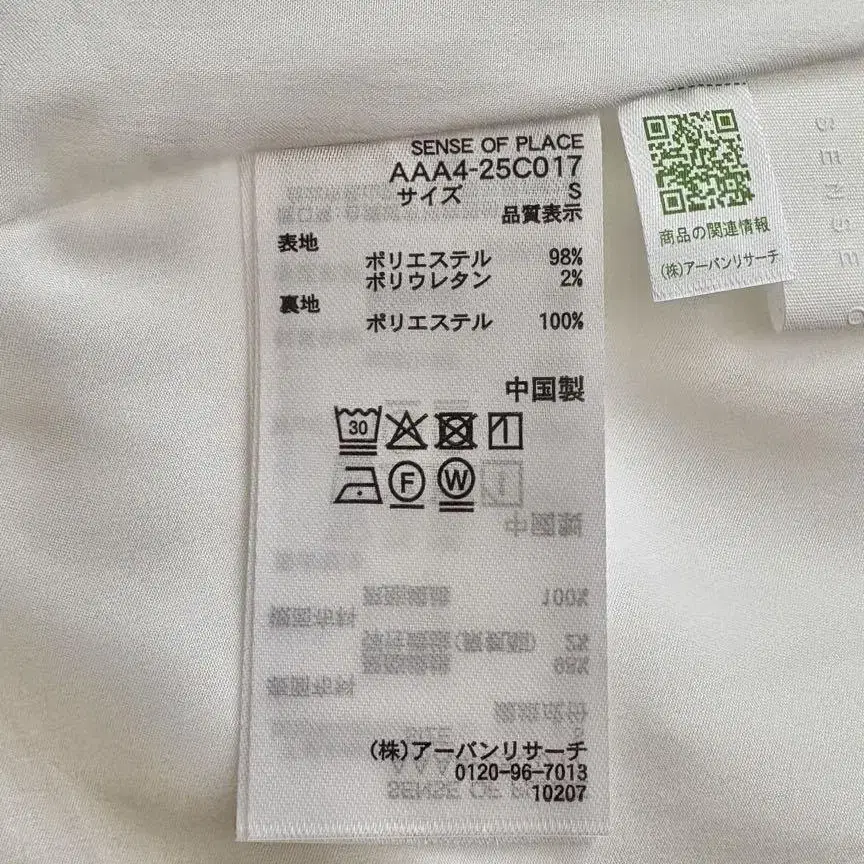 SENSE OF PLACE
AAA4-25C017
サイズ S
品質表示
表地
ポリエステル 98%
ポリウレタン 2%
裏地
ポリエステル 100%
中国製
30
F W
(株)アーバンリサーチ
0120-96-7013
10207
商品の関連情報
(株)アーバンリサーチ
SENSE O